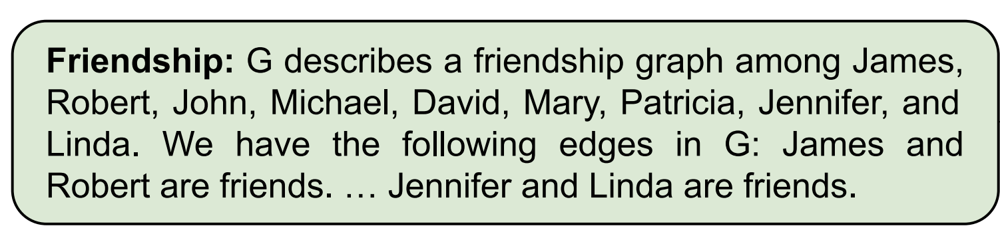 Friendship: G describes a friendship graph among James,
Robert, John, Michael, David, Mary, Patricia, Jennifer, and
Linda. We have the following edges in G: James and
Robert are friends. … Jennifer and Linda are friends.